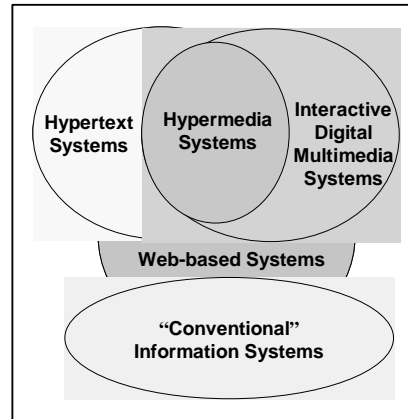 Hypertext
Systems
Hypermedia
Systems
Interactive
Digital
Multimedia
Systems
Web-based Systems
“Conventional”
Information Systems